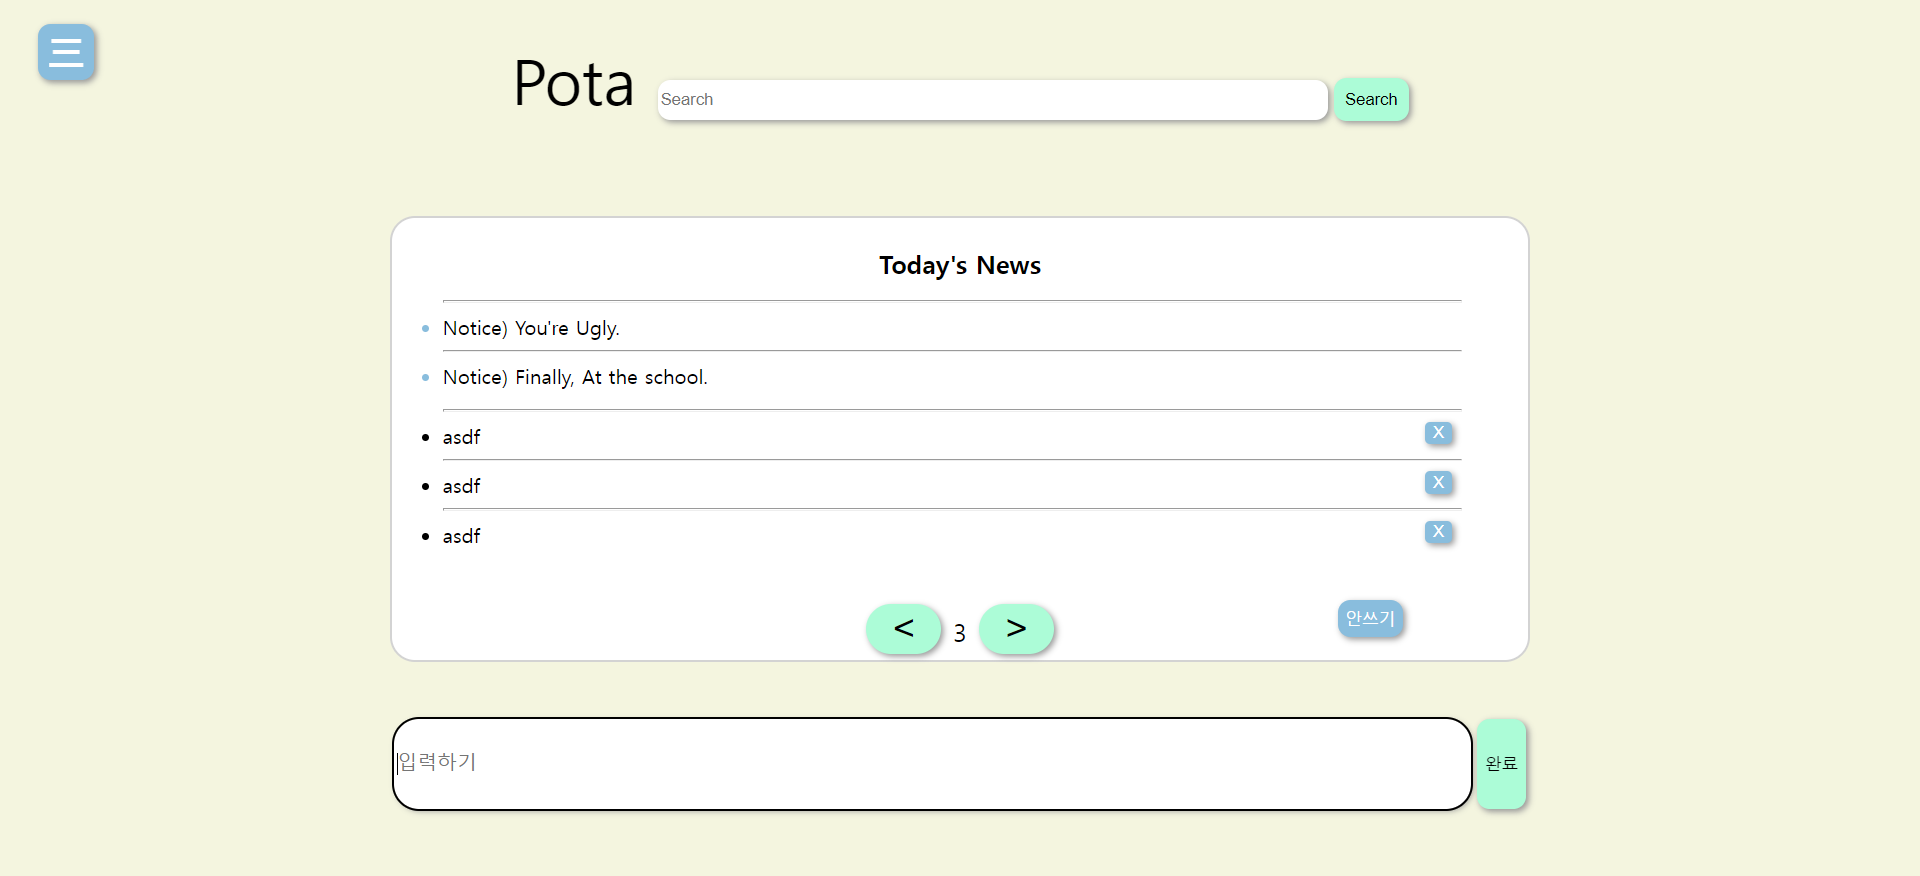 Pota
Search
Search
Today's News
Notice) You're Ugly.
Notice) Finally, At the school.
asdf
X
asdf
X
asdf
X
< 3 >
안쓰기
입력하기
완료